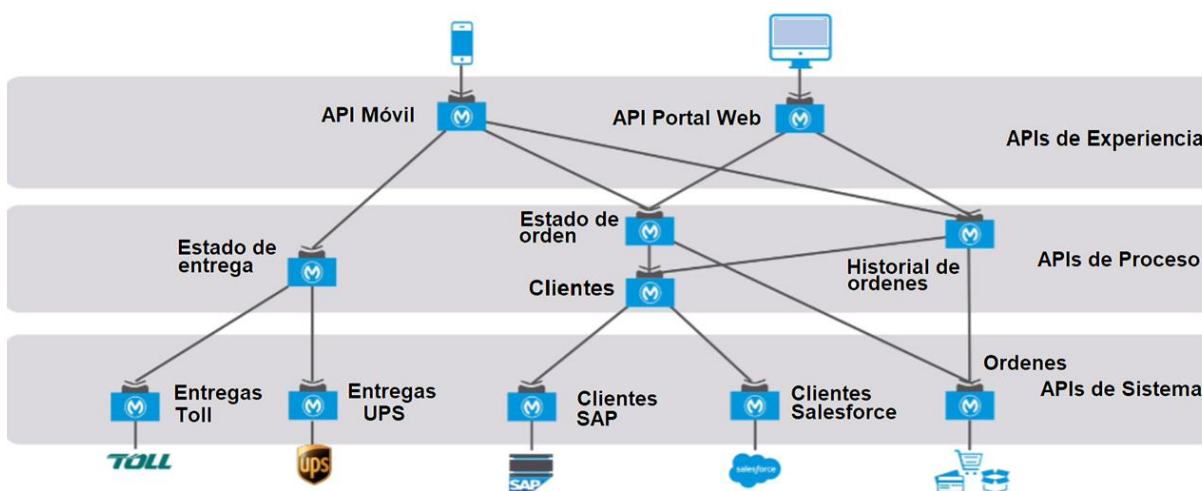 API Móvil
API Portal Web
APIs de Experiencia
Estado de
entrega
Estado de
orden
Clientes
Historial de
ordenes
APIs de Proceso
Entregas
Toll
Entregas
UPS
Clientes
SAP
Clientes
Salesforce
Ordenes
APIs de Sistema
TOLL
ups
SAP
salesforce